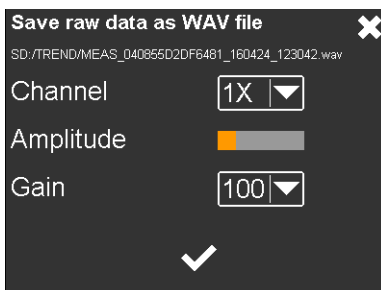 Save raw data as WAV file
SD:/TREND/MEAS_040855D2DF6481_160424_123042.wav
Channel 1X
Amplitude
Gain 100